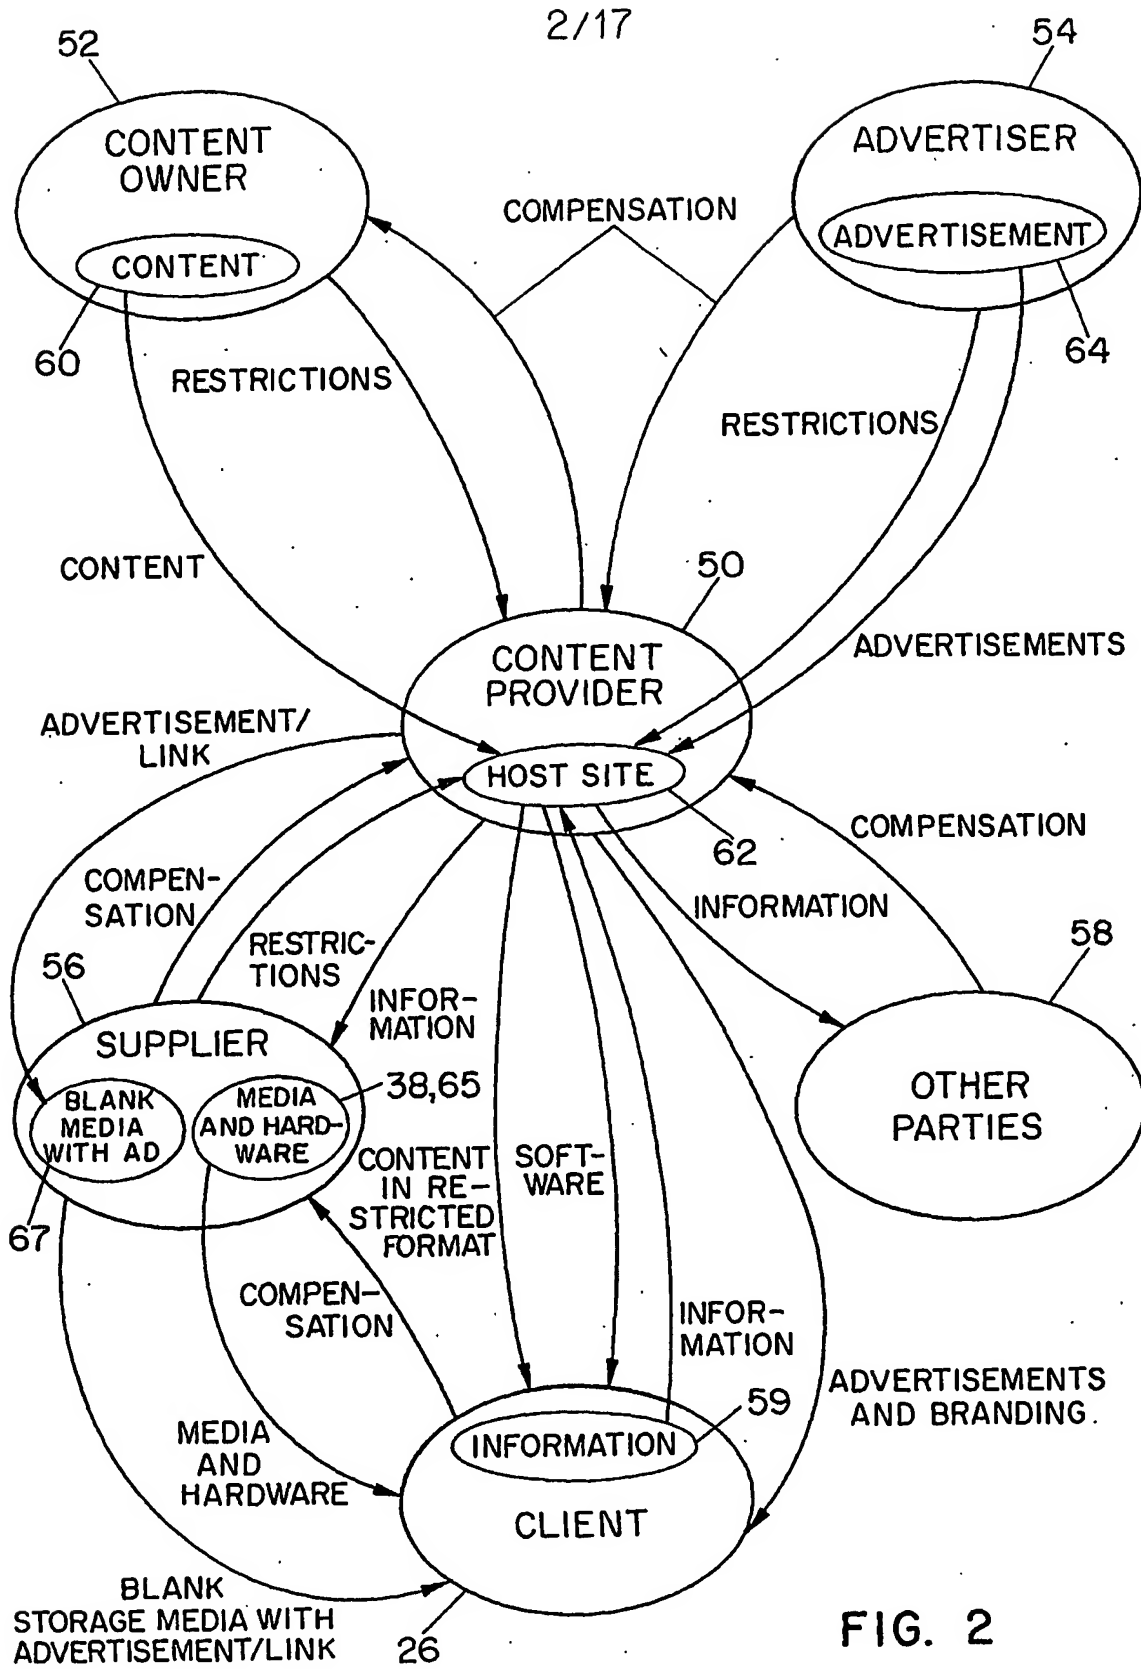 2/17
52
54
CONTENT
OWNER
ADVERTISER
COMPENSATION
ADVERTISEMENT
CONTENT
60
64
RESTRICTIONS
RESTRICTIONS
CONTENT
50
ADVERTISEMENTS
CONTENT
PROVIDER
ADVERTISEMENT/
LINK
HOST SITE
62
COMPENSATION
COMPEN-
SATION
INFORMATION
RESTRIC-
TIONS
58
56
INFOR-
MATION
SUPPLIER
38,65
BLANK
MEDIA
WITH AD
MEDIA
AND HARD-
WARE
OTHER
PARTIES
67
CONTENT
IN RE-
STRICTED
FORMAT
SOFT-
WARE
COMPEN-
SATION
INFOR-
MATION
ADVERTISEMENTS
AND BRANDING.
59
INFORMATION
MEDIA
AND
HARDWARE
CLIENT
BLANK
STORAGE MEDIA WITH
ADVERTISEMENT/LINK
26
FIG. 2